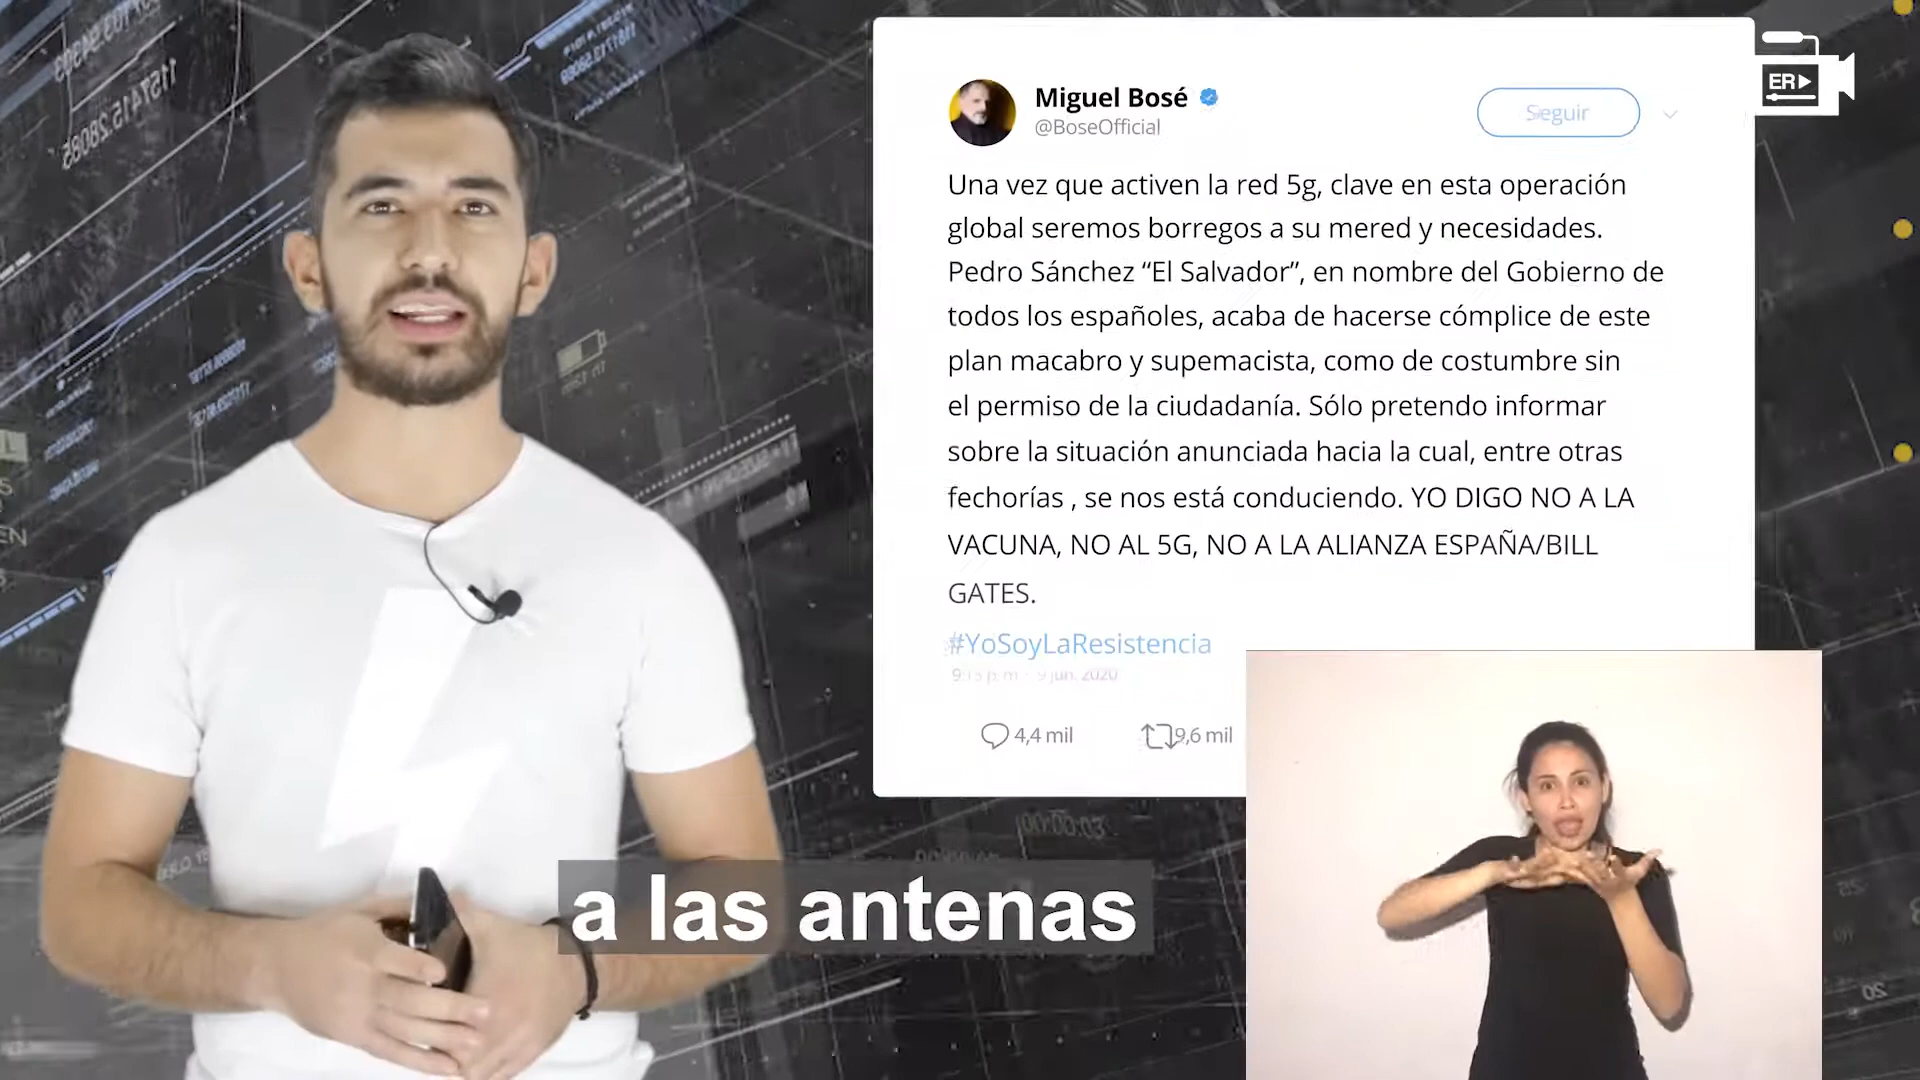 Miguel Bosé
@BoseOfficial
Seguir
ER
Una vez que activen la red 5g, clave en esta operación
global seremos borregos a su mered y necesidades.
Pedro Sánchez “El Salvador”, en nombre del Gobierno de
todos los españoles, acaba de hacerse cómplice de este
plan macabro y supemacista, como de costumbre sin
el permiso de la ciudadanía. Sólo pretendo informar
sobre la situación anunciada hacia la cual, entre otras
fechorías , se nos está conduciendo. YO DIGO NO A LA
VACUNA, NO AL 5G, NO A LA ALIANZA ESPAÑA/BILL
GATES.
#YoSoyLaResistencia
9 jun. 2020
4,4 mil
9,6 mil
a las antenas